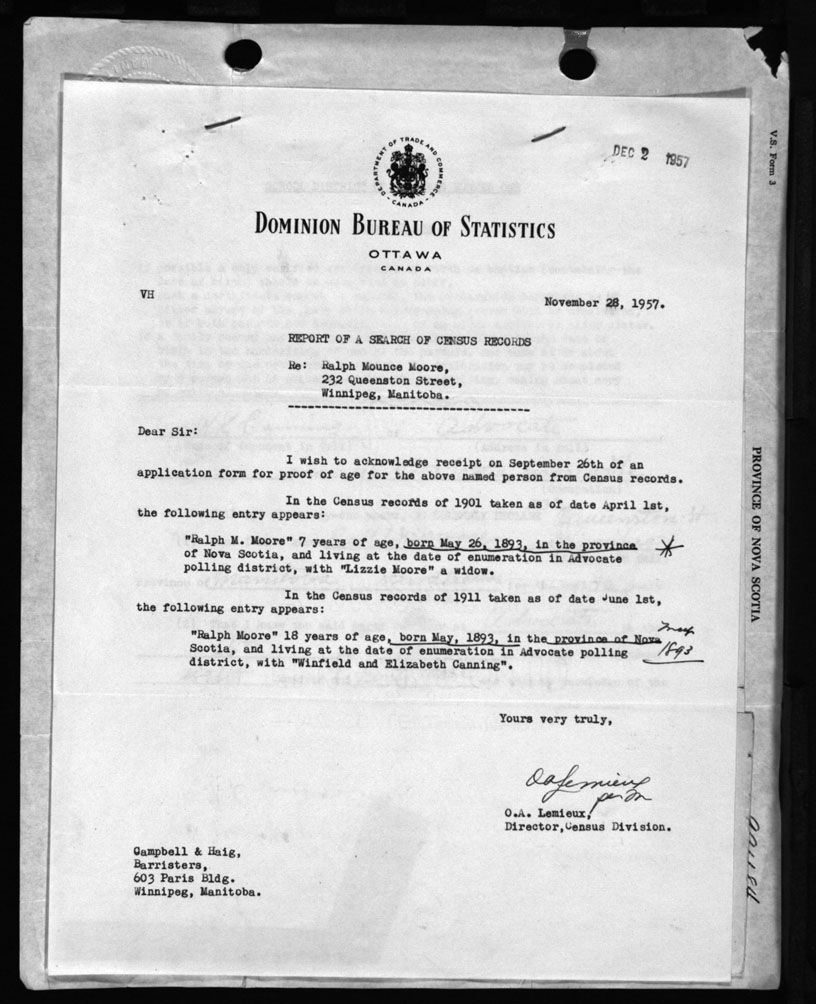 V.S. Form 3
PROVINCE OF NOVA SCOTIA
DEC 2 1957
DEPARTMENT OF TRADE AND COMMERCE
- CANADA -
DOMINION BUREAU OF STATISTICS
OTTAWA
CANADA
VH
November 28, 1957.
REPORT OF A SEARCH OF CENSUS RECORDS
Re: Ralph Mounce Moore,
232 Queenston Street,
Winnipeg, Manitoba.
Dear Sir:
I wish to acknowledge receipt on September 26th of an
application form for proof of age for the above named person from Census records.
In the Census records of 1901 taken as of date April 1st,
the following entry appears:
"Ralph M. Moore" 7 years of age, born May 26, 1893, in the province
of Nova Scotia, and living at the date of enumeration in Advocate
polling district, with "Lizzie Moore" a widow.
In the Census records of 1911 taken as of date June 1st,
the following entry appears:
"Ralph Moore" 18 years of age, born May, 1893, in the province of Nova
Scotia, and living at the date of enumeration in Advocate polling
district, with "Winfield and Elizabeth Canning".
May
1893
Yours very truly,
OALemieux
per M
O.A. Lemieux,
Director, Census Division.
Campbell & Haig,
Barristers,
603 Paris Bldg.
Winnipeg, Manitoba.